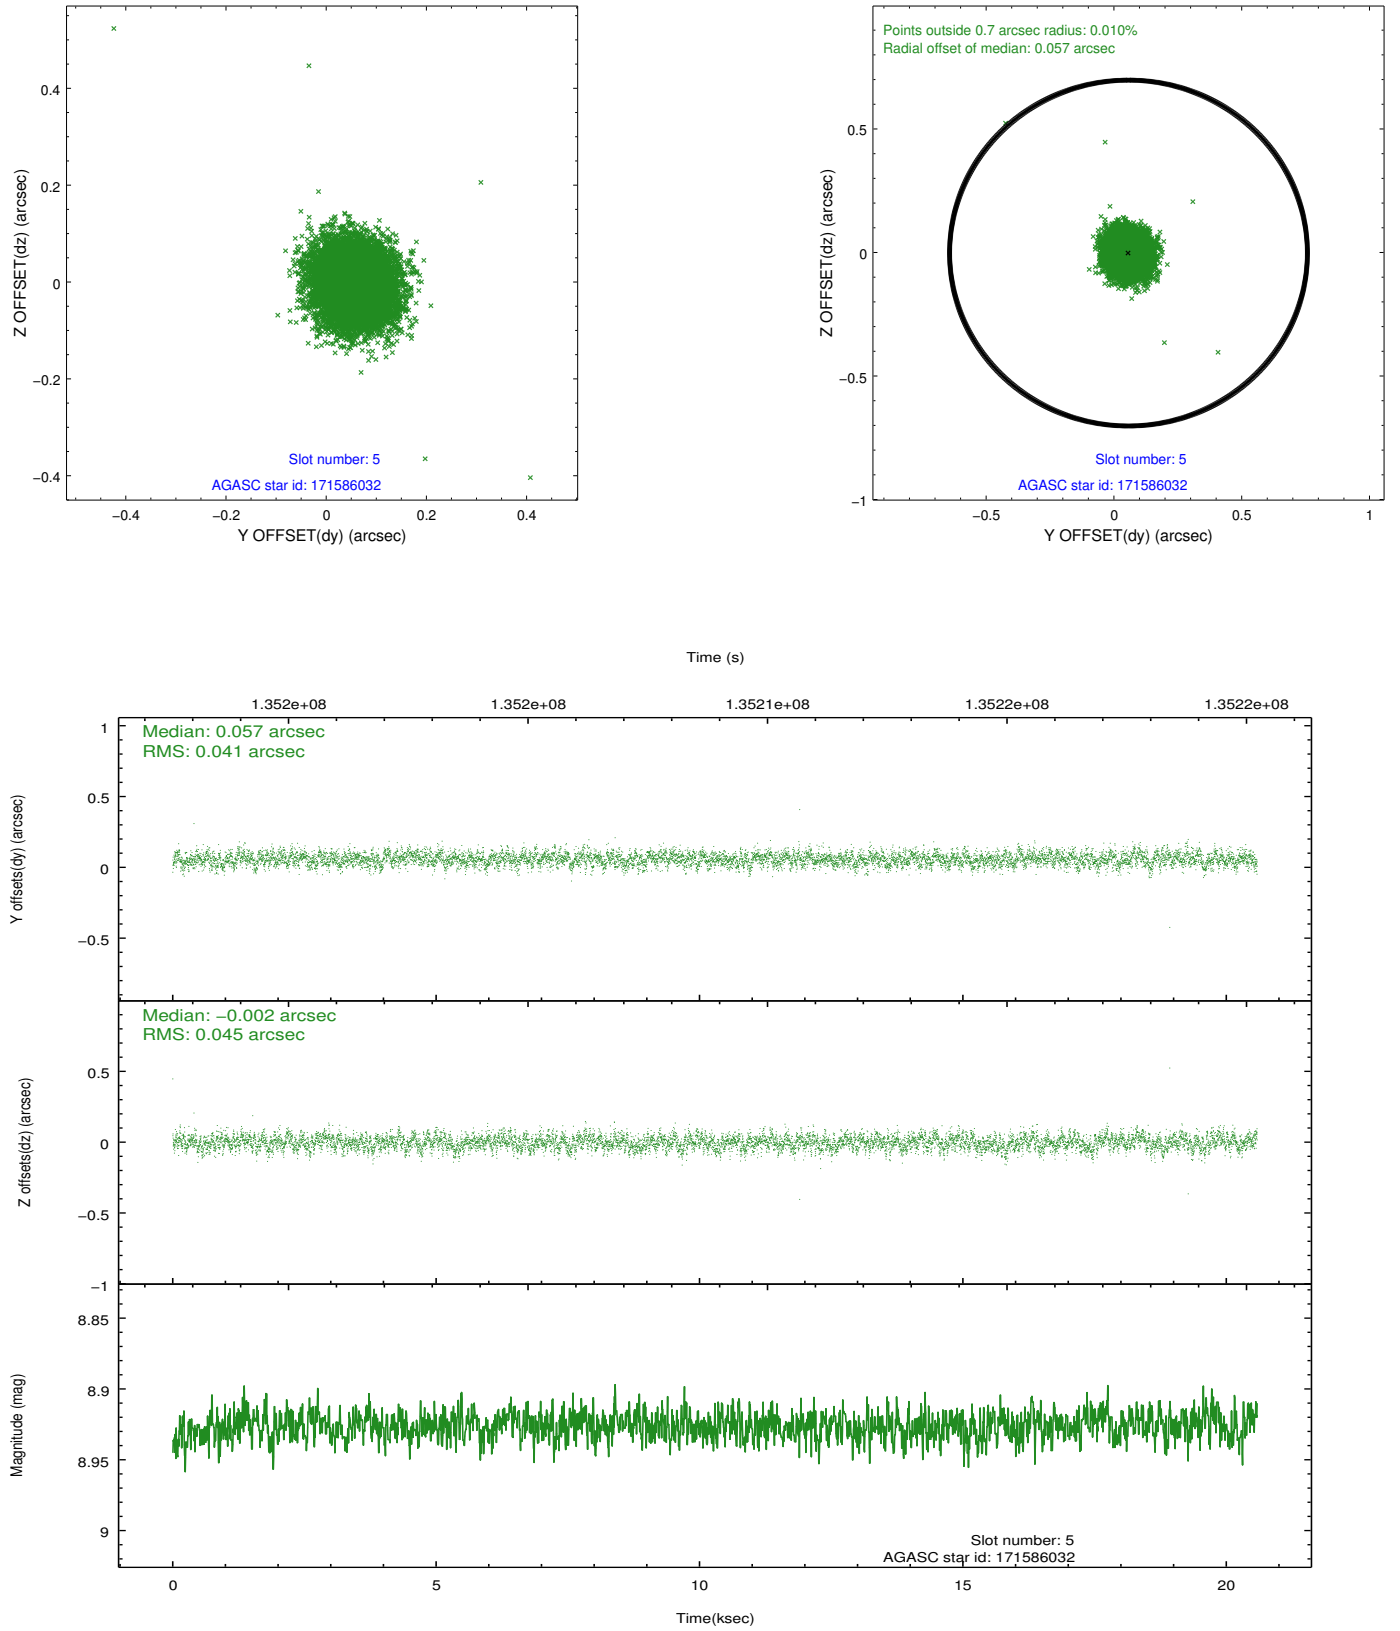 0.4
0.2
0
−0.2
−0.4
Z OFFSET(dz) (arcsec)
Slot number: 5
AGASC star id: 171586032
−0.4 −0.2 0 0.2 0.4
Y OFFSET(dy) (arcsec)
Points outside 0.7 arcsec radius: 0.010%
Radial offset of median: 0.057 arcsec
0.5
0
−0.5
−1
Z OFFSET(dz) (arcsec)
Slot number: 5
AGASC star id: 171586032
−0.5 0 0.5 1
Y OFFSET(dy) (arcsec)
Time (s)
1.352e+08 1.352e+08 1.3521e+08 1.3522e+08 1.3522e+08
Median: 0.057 arcsec
RMS: 0.041 arcsec
1
0.5
0
−0.5
Y offsets(dy) (arcsec)
Median: −0.002 arcsec
RMS: 0.045 arcsec
0.5
0
−0.5
−1
Z offsets(dz) (arcsec)
8.85
8.9
8.95
9
Magnitude (mag)
Slot number: 5
AGASC star id: 171586032
0 5 10 15 20
Time(ksec)